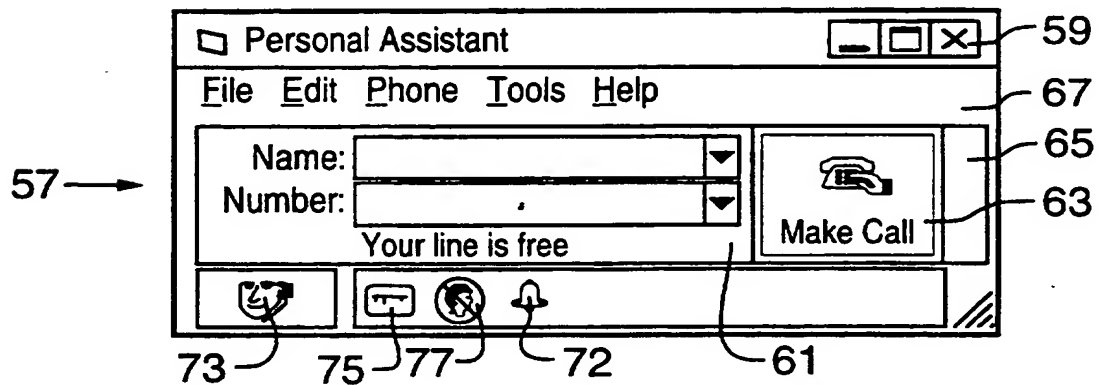 Personal Assistant
59
File Edit Phone Tools Help
67
Name:
65
57
Number:
63
Make Call
Your line is free
73
75
77
72
61